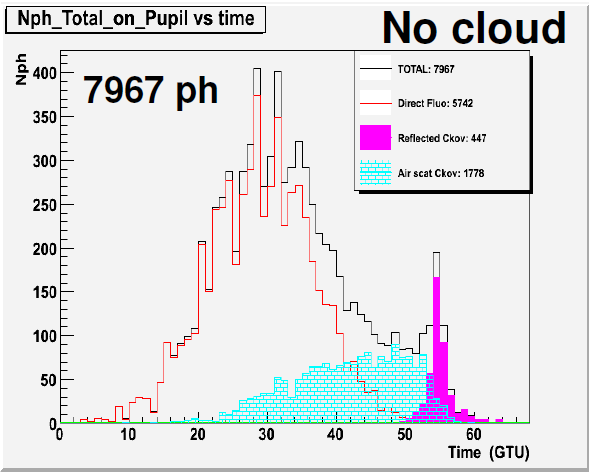 Nph_Total_on_Pupil vs time
No cloud
Nph
400
350
300
250
200
150
100
50
0
7967 ph
TOTAL: 7967
Direct Fluo: 5742
Reflected Ckov: 447
Air scat Ckov: 1778
0 10 20 30 40 50 60
Time (GTU)